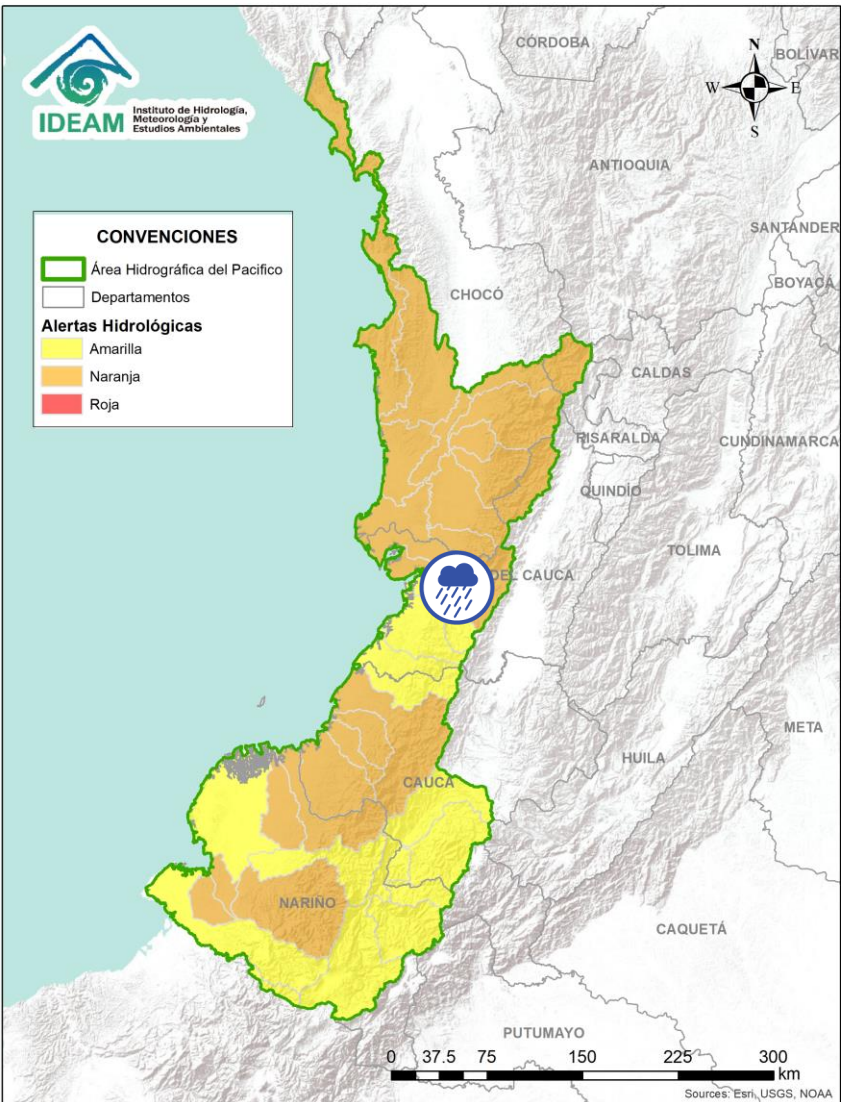 IDEAM
Instituto de Hidrología,
Meteorología y
Estudios Ambientales
CÓRDOBA
BOLÍVAR
N
W
E
S
ANTIOQUIA
SANTANDER
BOYACÁ
CONVENCIONES
Área Hidrográfica del Pacifico
Departamentos
Alertas Hidrológicas
Amarilla
Naranja
Roja
CHOCÓ
CALDAS
RISARALDA
CUNDINAMARCA
QUINDÍO
TOLIMA
DEL CAUCA
META
HUILA
CAUCA
NARIÑO
CAQUETÁ
PUTUMAYO
0 37.5 75 150 225 300
km
Sources: Esri, USGS, NOAA